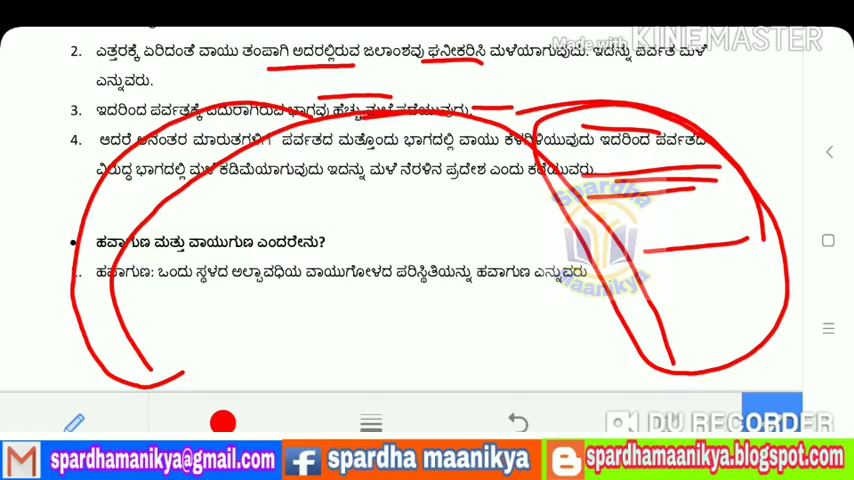 2. ಎತ್ತರಕ್ಕೆ ಏರಿದಂತೆ ವಾಯು ತಂಪಾಗಿ ಅದರಲ್ಲಿರುವ ಜಲಾಂಶವು ಘನೀಕರಿಸಿ ಮಳೆಯಾಗುವುದು. ಇದನ್ನು ಪರ್ವತ ಮಳೆ
ಎನ್ನುವರು.
3. ಇದರಿಂದ ಪರ್ವತಕ್ಕೆ ಎದುರಾಗಿರುವ ಭಾಗವು ಹೆಚ್ಚು ಮಳೆ ಪಡೆಯುವುದು.
4. ಆದರೆ ಅನಂತರ ಮಾರುತಗಳಿಗೆ ಪರ್ವತದ ಮತ್ತೊಂದು ಭಾಗದಲ್ಲಿ ವಾಯು ಕೆಳಗಿಳಿಯುವುದು ಇದರಿಂದ ಪರ್ವತದ
ವಿರುದ್ಧ ಭಾಗದಲ್ಲಿ ಮಳೆ ಕಡಿಮೆಯಾಗುವುದು ಇದನ್ನು ಮಳೆ ನೆರಳಿನ ಪ್ರದೇಶ ಎಂದು ಕರೆಯುವರು.
• ಹವಾಗುಣ ಮತ್ತು ವಾಯುಗುಣ ಎಂದರೇನು?
ಹವಾಗುಣ: ಒಂದು ಸ್ಥಳದ ಅಲ್ಪಾವಧಿಯ ವಾಯುಗೋಳದ ಪರಿಸ್ಥಿತಿಯನ್ನು ಹವಾಗುಣ ಎನ್ನುವರು
Made with KINEMASTER
Spardha
Maanikya
DU RECORDER
spardhamanikya@gmail.com
spardha maanikya
spardhamaanikya.blogspot.com